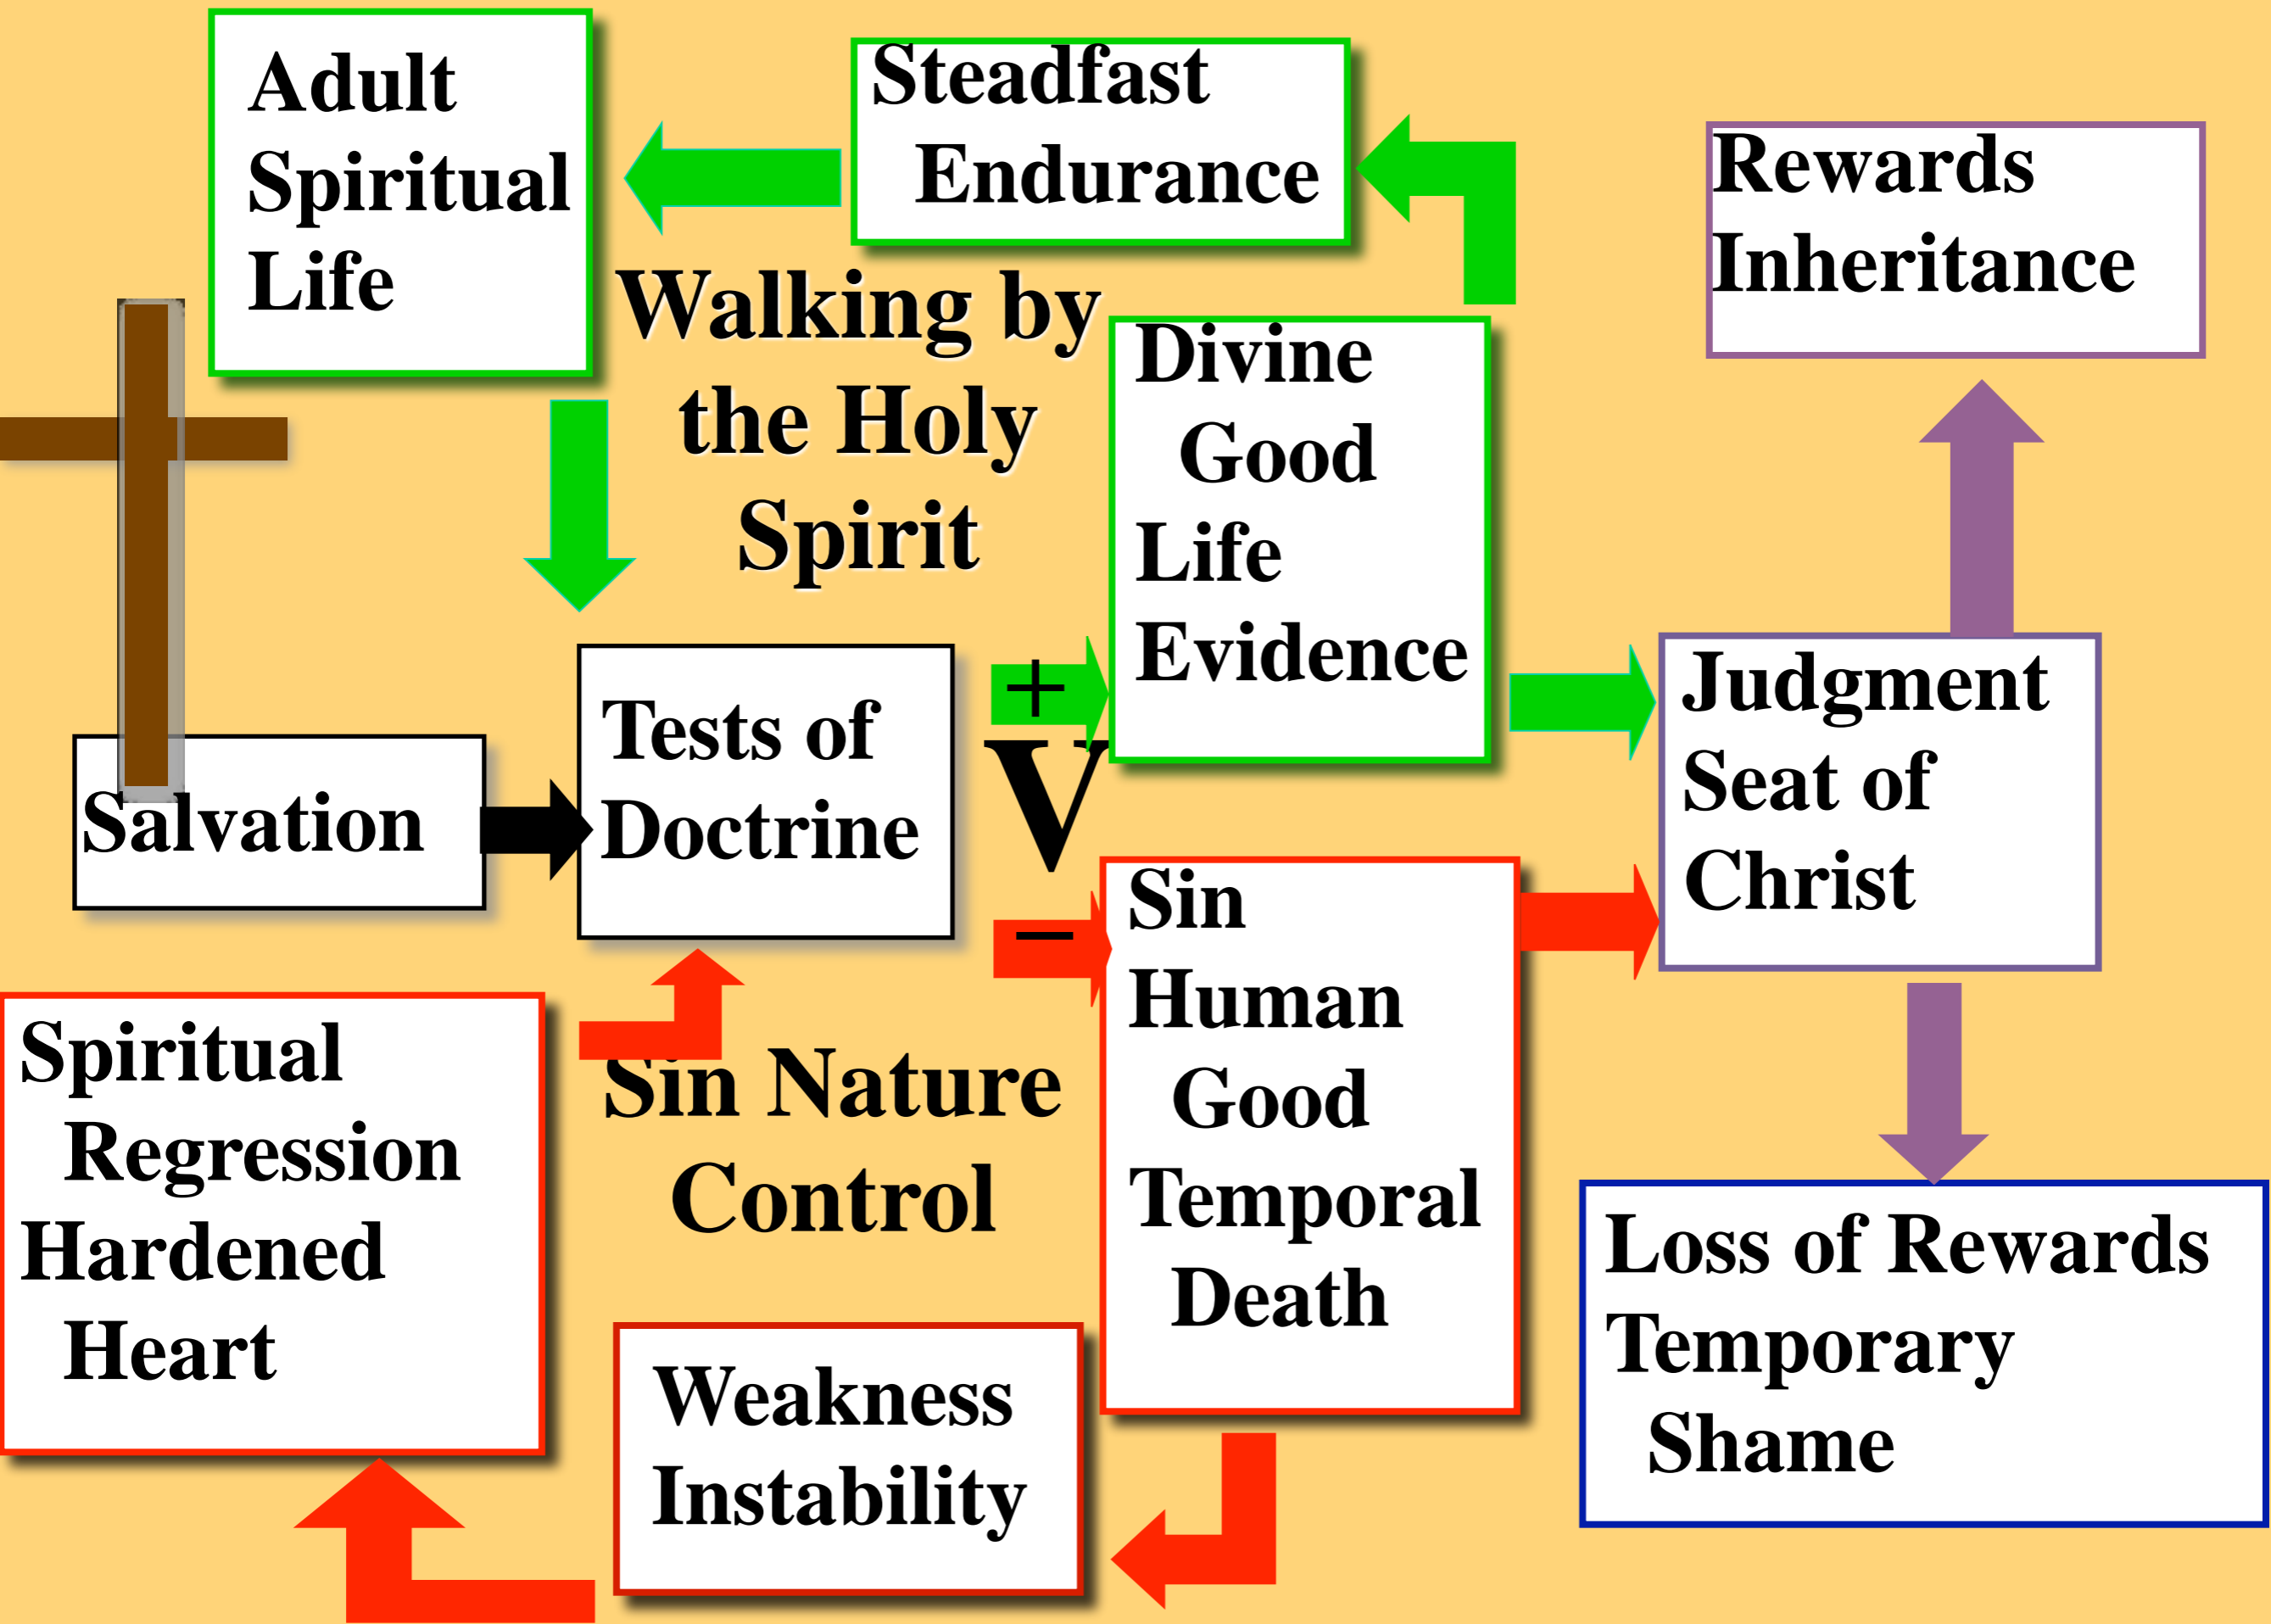 Adult
Spiritual
Life
Steadfast
Endurance
Rewards
Inheritance
Walking by
the Holy
Spirit
Divine
Good
Life
Evidence
Salvation
Tests of
Doctrine
+
V
–
Judgment
Seat of
Christ
Sin
Human
Good
Temporal
Death
Spiritual
Regression
Hardened
Heart
Sin Nature
Control
Weakness
Instability
Loss of Rewards
Temporary
Shame